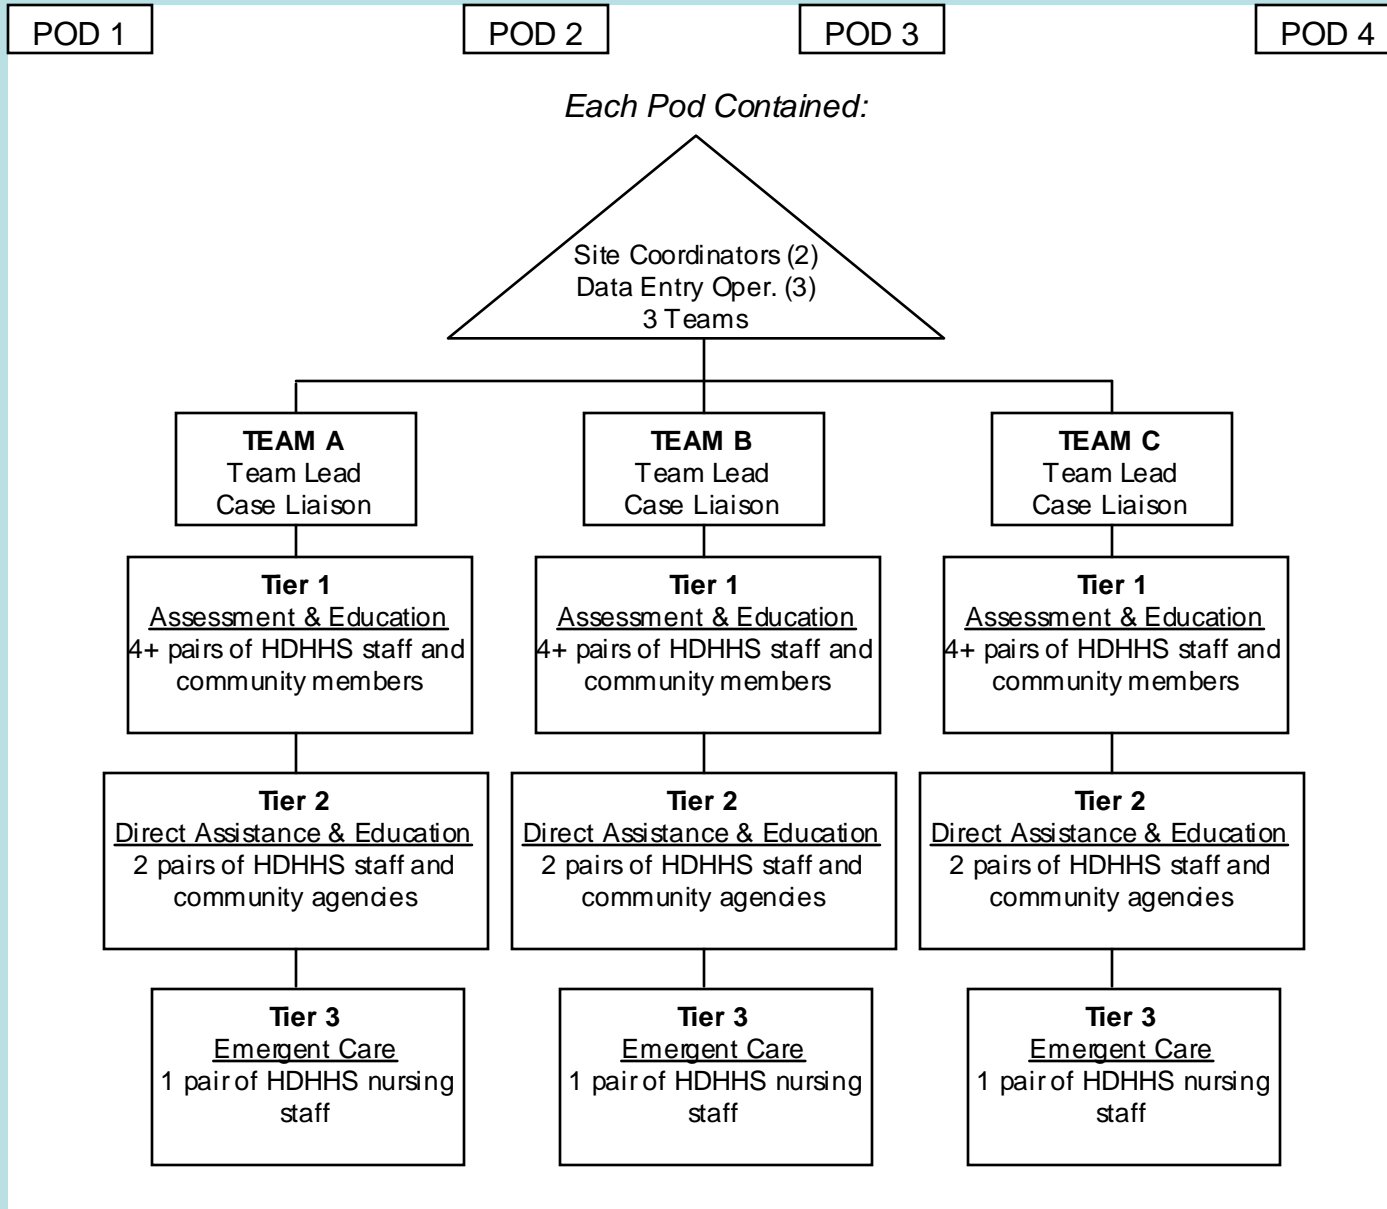 POD 1
POD 2
POD 3
POD 4
Each Pod Contained:
Site Coordinators (2)
Data Entry Oper. (3)
3 Teams
TEAM A
Team Lead
Case Liaison
TEAM B
Team Lead
Case Liaison
TEAM C
Team Lead
Case Liaison
Tier 1
Assessment & Education
4+ pairs of HDHHS staff and
community members
Tier 1
Assessment & Education
4+ pairs of HDHHS staff and
community members
Tier 1
Assessment & Education
4+ pairs of HDHHS staff and
community members
Tier 2
Direct Assistance & Education
2 pairs of HDHHS staff and
community agencies
Tier 2
Direct Assistance & Education
2 pairs of HDHHS staff and
community agencies
Tier 2
Direct Assistance & Education
2 pairs of HDHHS staff and
community agencies
Tier 3
Emergent Care
1 pair of HDHHS nursing
staff
Tier 3
Emergent Care
1 pair of HDHHS nursing
staff
Tier 3
Emergent Care
1 pair of HDHHS nursing
staff